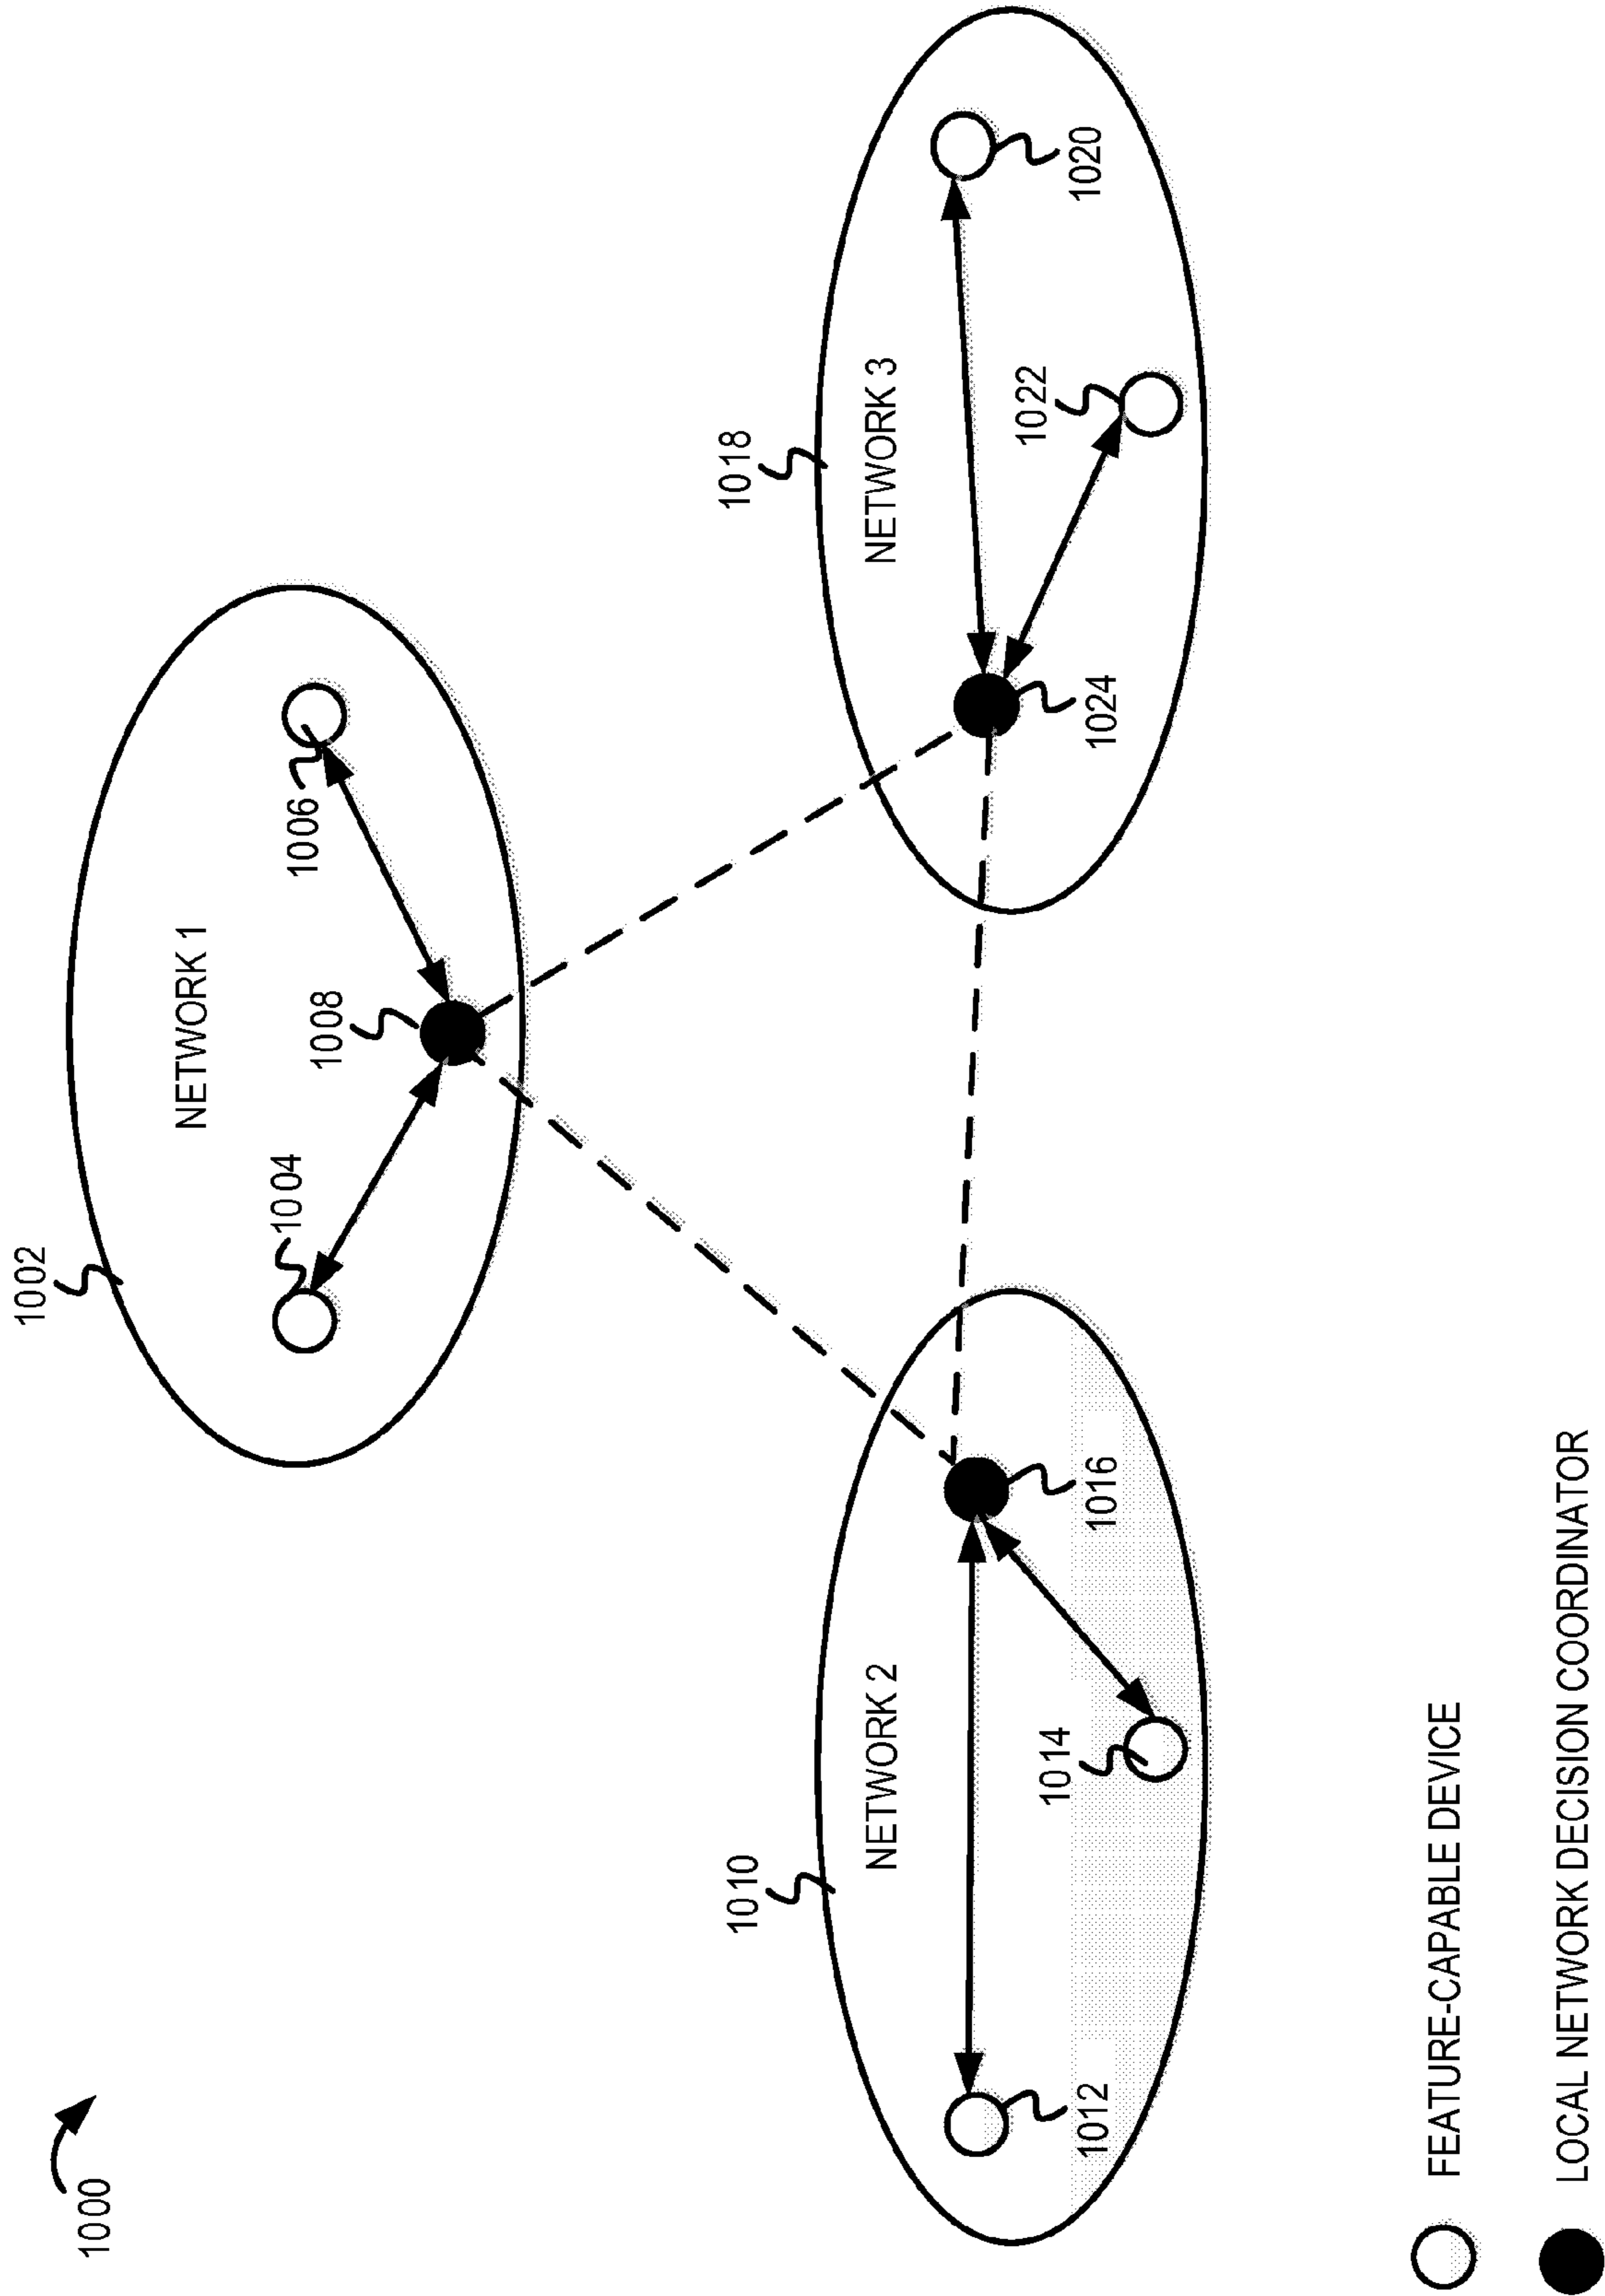 1000
1002
NETWORK 1
1004
1006
1008
1010
NETWORK 2
1012
1014
1016
1018
NETWORK 3
1020
1022
1024
FEATURE-CAPABLE DEVICE
LOCAL NETWORK DECISION COORDINATOR